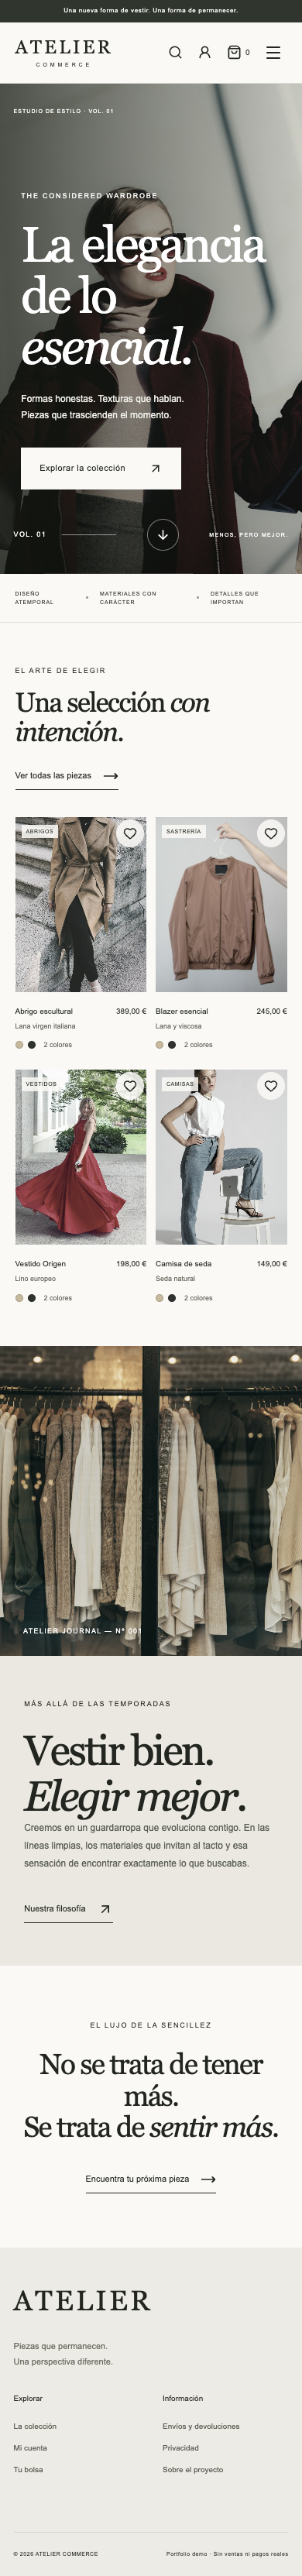 Una nueva forma de vestir. Una forma de permanecer.
ATELIER
COMMERCE
0
ESTUDIO DE ESTILO · VOL. 01
THE CONSIDERED WARDROBE
La elegancia
de lo
esencial.
Formas honestas. Texturas que hablan.
Piezas que trascienden el momento.
Explorar la colección
VOL. 01
MENOS, PERO MEJOR.
DISEÑO
ATEMPORAL
MATERIALES CON
CARÁCTER
DETALLES QUE
IMPORTAN
EL ARTE DE ELEGIR
Una selección con
intención.
Ver todas las piezas
ABRIGOS
SASTRERÍA
Abrigo escultural 389,00 €
Lana virgen italiana
2 colores
Blazer esencial 245,00 €
Lana y viscosa
2 colores
VESTIDOS
CAMISAS
Vestido Origen 198,00 €
Lino europeo
2 colores
Camisa de seda 149,00 €
Seda natural
2 colores
ATELIER JOURNAL — Nº 001
MÁS ALLÁ DE LAS TEMPORADAS
Vestir bien.
Elegir mejor.
Creemos en un guardarropa que evoluciona contigo. En las
líneas limpias, los materiales que invitan al tacto y esa
sensación de encontrar exactamente lo que buscabas.
Nuestra filosofía
EL LUJO DE LA SENCILLEZ
No se trata de tener
más.
Se trata de sentir más.
Encuentra tu próxima pieza
ATELIER
Piezas que permanecen.
Una perspectiva diferente.
Explorar
La colección
Mi cuenta
Tu bolsa
Información
Envíos y devoluciones
Privacidad
Sobre el proyecto
© 2026 ATELIER COMMERCE
Portfolio demo · Sin ventas ni pagos reales